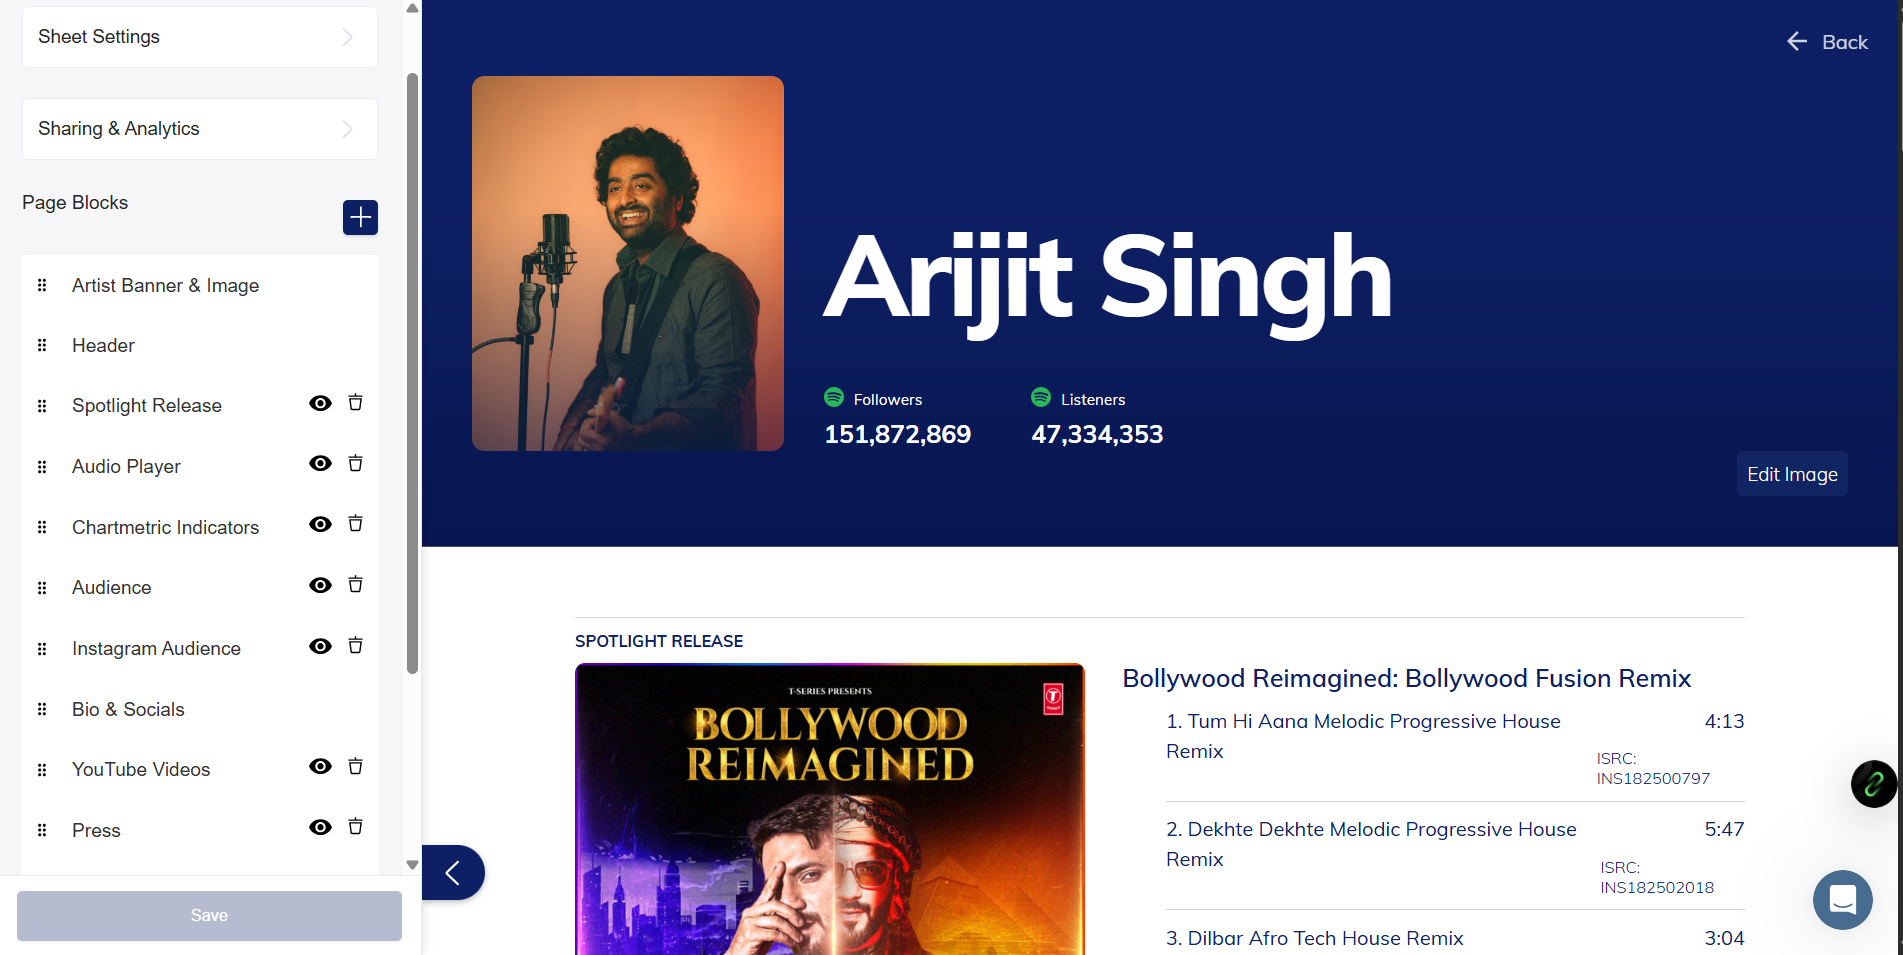 Sheet Settings
Sharing & Analytics
Page Blocks
Artist Banner & Image
Header
Spotlight Release
Audio Player
Chartmetric Indicators
Audience
Instagram Audience
Bio & Socials
YouTube Videos
Press
Save
Back
Arijit Singh
Followers
151,872,869
Listeners
47,334,353
Edit Image
SPOTLIGHT RELEASE
T-SERIES PRESENTS
BOLLYWOOD
REIMAGINED
Bollywood Reimagined: Bollywood Fusion Remix
1. Tum Hi Aana Melodic Progressive House 4:13
Remix
ISRC:
INS182500797
2. Dekhte Dekhte Melodic Progressive House 5:47
Remix
ISRC:
INS182502018
3. Dilbar Afro Tech House Remix 3:04